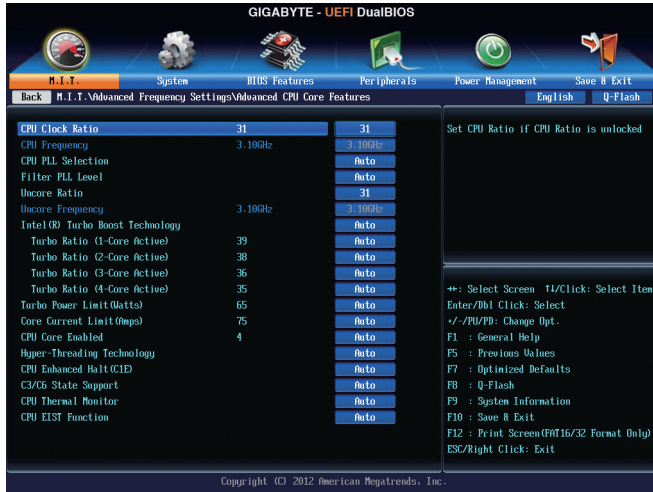 GIGABYTE - UEFI DualBIOS
M.I.T. System BIOS Features Peripherals Power Management Save & Exit
Back M.I.T.\Advanced Frequency Settings\Advanced CPU Core Features English Q-Flash
CPU Clock Ratio 31 31
CPU Frequency 3.10GHz 3.10GHz
CPU PLL Selection Auto
Filter PLL Level Auto
Uncore Ratio 31
Uncore Frequency 3.10GHz 3.10GHz
Intel(R) Turbo Boost Technology Auto
Turbo Ratio (1-Core Active) 39 Auto
Turbo Ratio (2-Core Active) 38 Auto
Turbo Ratio (3-Core Active) 36 Auto
Turbo Ratio (4-Core Active) 35 Auto
Turbo Power Limit(Watts) 65 Auto
Core Current Limit(Amps) 75 Auto
CPU Core Enabled 4 Auto
Hyper-Threading Technology Auto
CPU Enhanced Halt(C1E) Auto
C3/C6 State Support Auto
CPU Thermal Monitor Auto
CPU EIST Function Auto
Set CPU Ratio if CPU Ratio is unlocked
→←: Select Screen ↑↓/Click: Select Item
Enter/Dbl Click: Select
+/-/PU/PD: Change Opt.
F1 : General Help
F5 : Previous Values
F7 : Optimized Defaults
F8 : Q-Flash
F9 : System Information
F10 : Save & Exit
F12 : Print Screen(FAT16/32 Format Only)
ESC/Right Click: Exit
Copyright (C) 2012 American Megatrends, Inc.